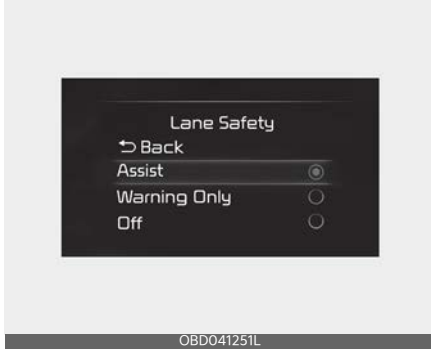 Lane Safety
Back
Assist
Warning Only
Off
OBD041251L